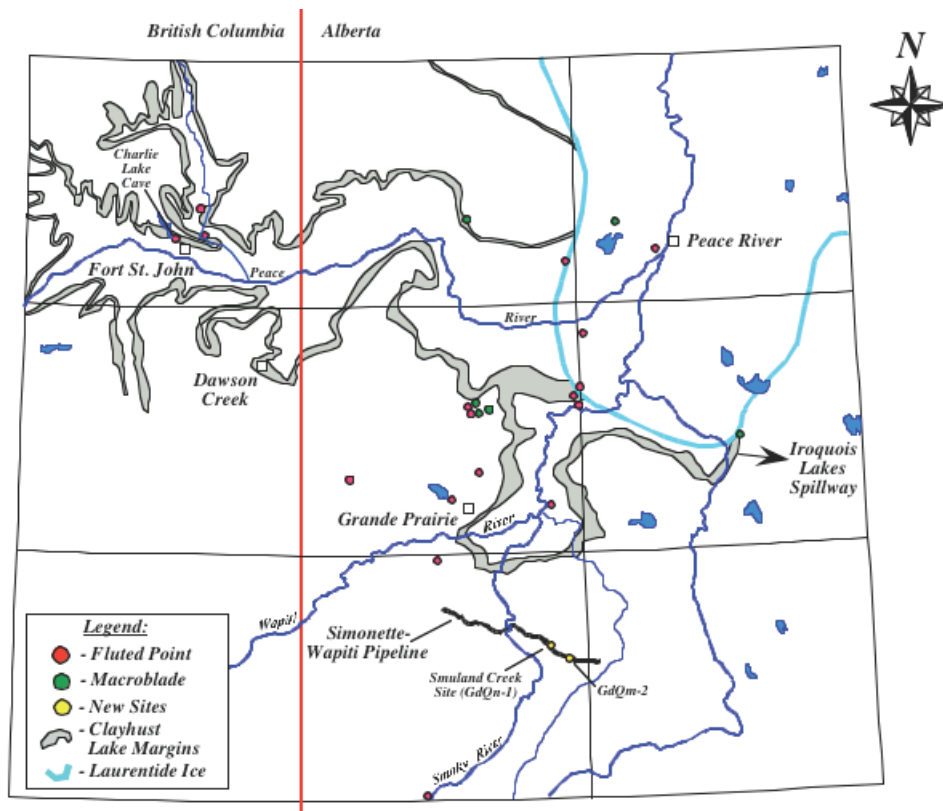 British Columbia
Alberta
N
Charlie
Lake
Cave
Fort St. John
Peace
River
Peace River
Dawson
Creek
Iroquois
Lakes
Spillway
Grande Prairie
River
Wapiti
Simonette-
Wapiti Pipeline
Smuland Creek
Site (GdQn-1)
GdQm-2
Smoky River
Legend:
- Fluted Point
- Macroblade
- New Sites
- Clayhust
Lake Margins
- Laurentide Ice